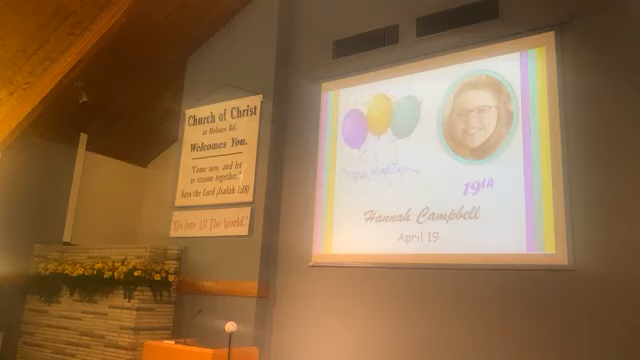 Church of Christ
at Holmes Rd.
Welcomes You.
"Come now, and let
us reason together,"
Says the Lord (Isaiah 1:18)
"Go Into All The World."
19th
Hannah Campbell
April 19